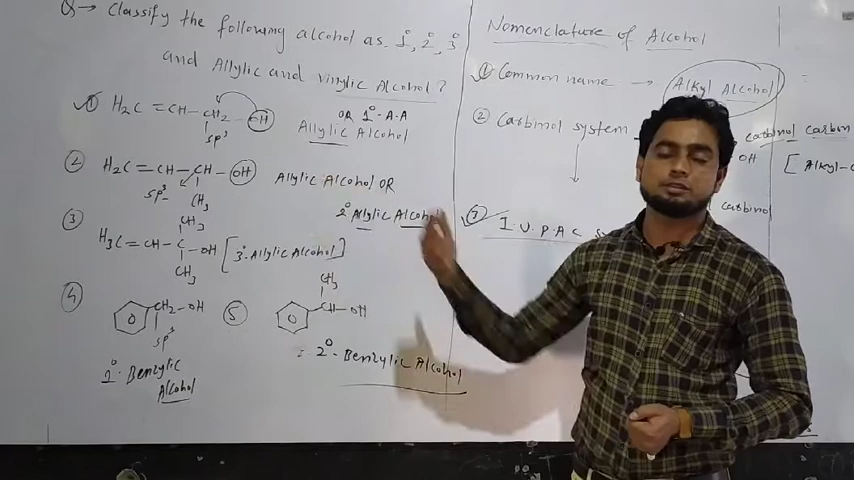 Q → Classify the following alcohol as 1°, 2°, 3°
and Allylic and vinylic Alcohol?
① H₂C = CH - CH₂ - OH
sp³
OR 1° - A-A
Allylic Alcohol
② H₂C = CH - CH - OH
sp³
CH₃
Allylic Alcohol OR
2° Allylic Alcohol
③ H₃C = CH - C - OH
CH₃
CH₃
[3° Allylic Alcohol]
④ CH₂ - OH
sp³
1° Benzylic
Alcohol
⑤ CH₃
CH - OH
= 2° - Benzylic Alcohol
Nomenclature of Alcohol
① Common name → Alkyl Alcohol
② Carbinol system
carbinol carbin
OH
[Alkyl - C
carbinol
③ I.U.P.A.C